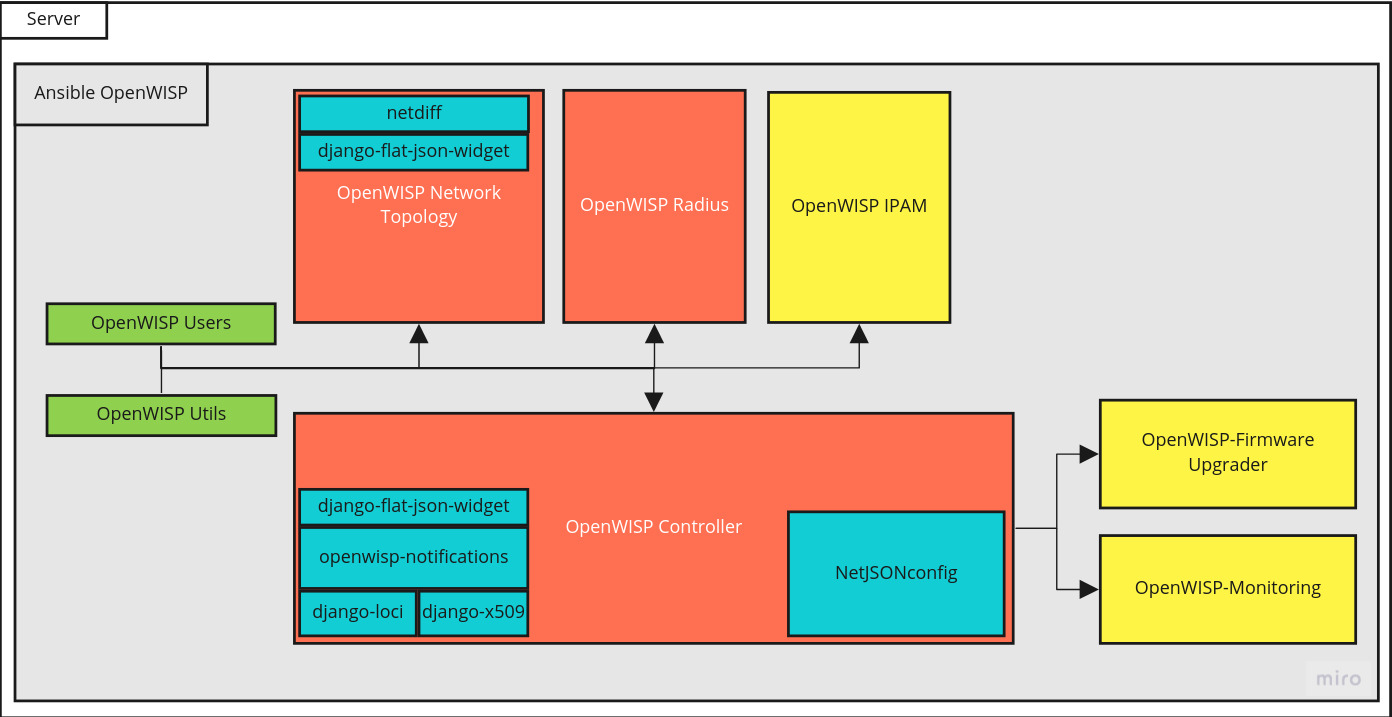 Server
Ansible OpenWISP
netdiff
django-flat-json-widget
OpenWISP Network
Topology
OpenWISP Radius
OpenWISP IPAM
OpenWISP Users
OpenWISP Utils
django-flat-json-widget
openwisp-notifications
django-loci
django-x509
OpenWISP Controller
NetJSONconfig
OpenWISP-Firmware
Upgrader
OpenWISP-Monitoring
miro